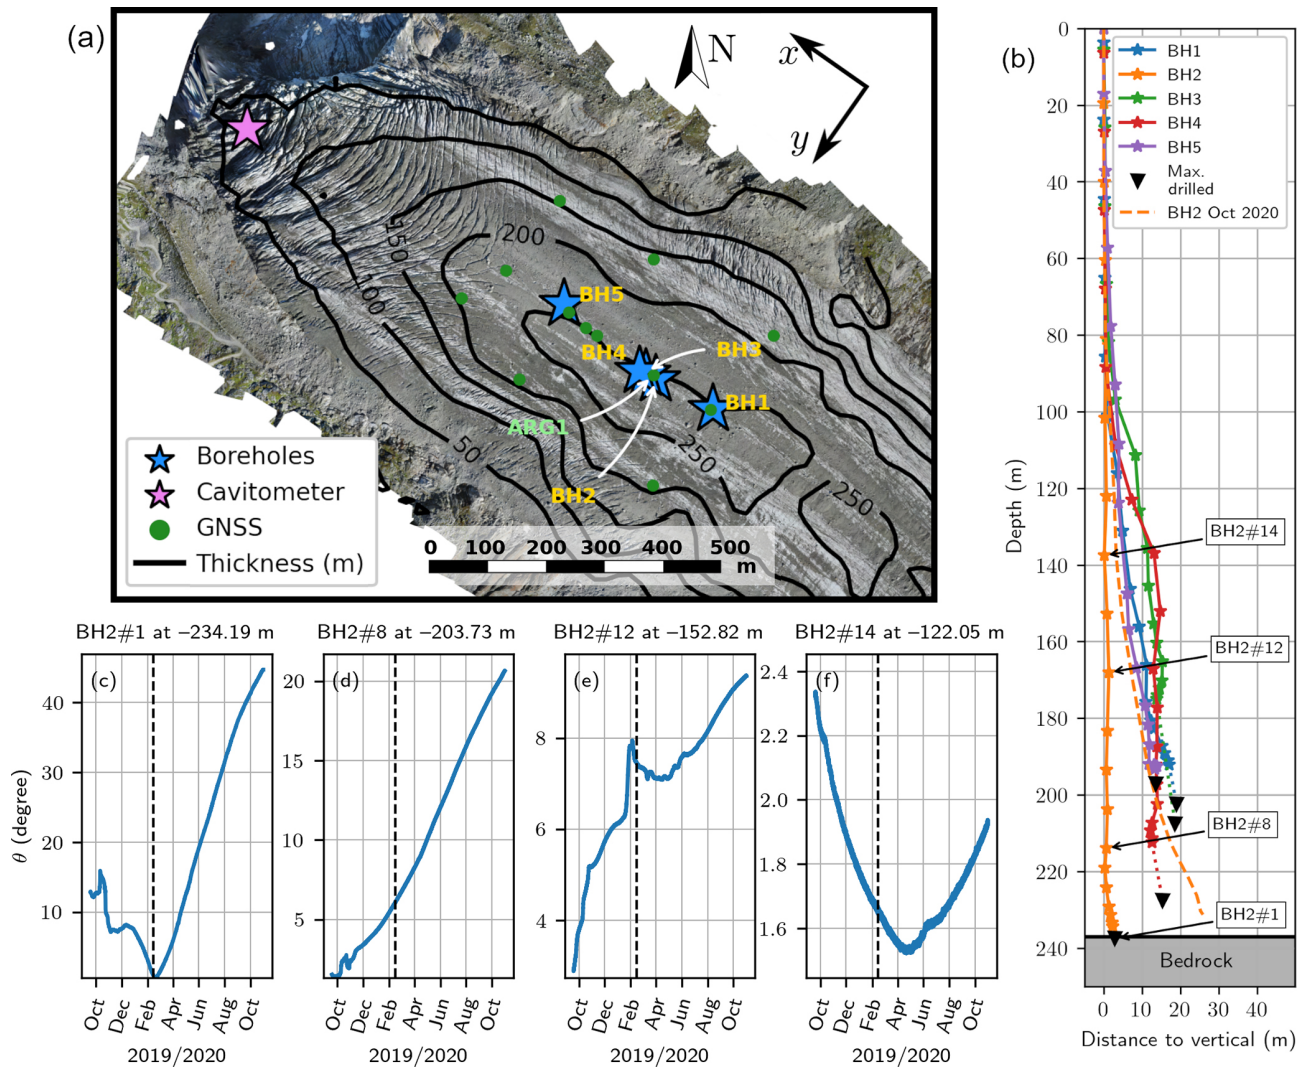 (a)
N
x
y
200
150
100
50
250
250
BH5
BH4
BH3
BH1
ARG1
BH2
Boreholes
Cavitometer
GNSS
Thickness (m)
0 100 200 300 400 500
m
(b)
0
20
40
60
80
100
120
140
160
180
200
220
240
Depth (m)
BH1
BH2
BH3
BH4
BH5
Max.
drilled
BH2 Oct 2020
BH2#14
BH2#12
BH2#8
BH2#1
Bedrock
0 10 20 30 40
Distance to vertical (m)
BH2#1 at −234.19 m
(c)
40
30
20
10
θ (degree)
Oct Dec Feb Apr Jun Aug Oct
2019/2020
BH2#8 at −203.73 m
(d)
20
15
10
5
Oct Dec Feb Apr Jun Aug Oct
2019/2020
BH2#12 at −152.82 m
(e)
8
6
4
Oct Dec Feb Apr Jun Aug Oct
2019/2020
BH2#14 at −122.05 m
(f)
2.4
2.2
2.0
1.8
1.6
Oct Dec Feb Apr Jun Aug Oct
2019/2020